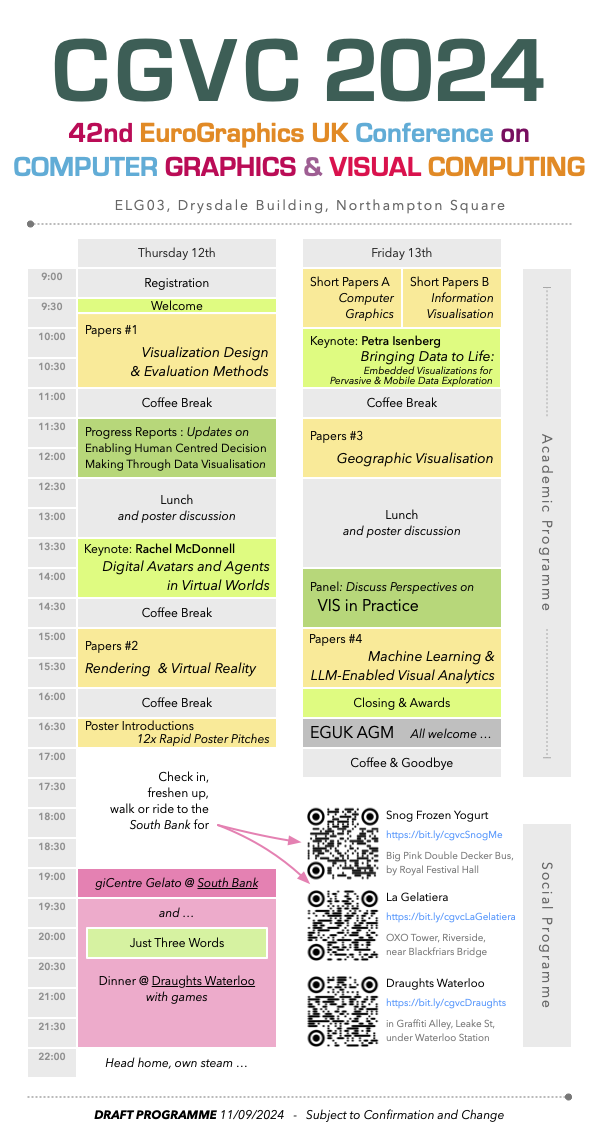 CGVC 2024
42nd EuroGraphics UK Conference on
COMPUTER GRAPHICS & VISUAL COMPUTING
ELG03, Drysdale Building, Northampton Square
Thursday 12th
Friday 13th
9:00
9:30
10:00
10:30
11:00
11:30
12:00
12:30
13:00
13:30
14:00
14:30
15:00
15:30
16:00
16:30
17:00
17:30
18:00
18:30
19:00
19:30
20:00
20:30
21:00
21:30
22:00
Registration
Welcome
Papers #1
Visualization Design
& Evaluation Methods
Coffee Break
Progress Reports : Updates on
Enabling Human Centred Decision
Making Through Data Visualisation
Lunch
and poster discussion
Keynote: Rachel McDonnell
Digital Avatars and Agents
in Virtual Worlds
Coffee Break
Papers #2
Rendering & Virtual Reality
Coffee Break
Poster Introductions
12x Rapid Poster Pitches
Check in,
freshen up,
walk or ride to the
South Bank for
giCentre Gelato @ South Bank
and …
Just Three Words
Dinner @ Draughts Waterloo
with games
Head home, own steam …
Short Papers A
Computer
Graphics
Short Papers B
Information
Visualisation
Keynote: Petra Isenberg
Bringing Data to Life:
Embedded Visualizations for
Pervasive & Mobile Data Exploration
Coffee Break
Papers #3
Geographic Visualisation
Lunch
and poster discussion
Panel: Discuss Perspectives on
VIS in Practice
Papers #4
Machine Learning &
LLM-Enabled Visual Analytics
Closing & Awards
EGUK AGM All welcome …
Coffee & Goodbye
Academic Programme
Snog Frozen Yogurt
https://bit.ly/cgvcSnogMe
Big Pink Double Decker Bus,
by Royal Festival Hall
La Gelatiera
https://bit.ly/cgvcLaGelatiera
OXO Tower, Riverside,
near Blackfriars Bridge
Draughts Waterloo
https://bit.ly/cgvcDraughts
in Graffiti Alley, Leake St,
under Waterloo Station
Social Programme
DRAFT PROGRAMME 11/09/2024 - Subject to Confirmation and Change